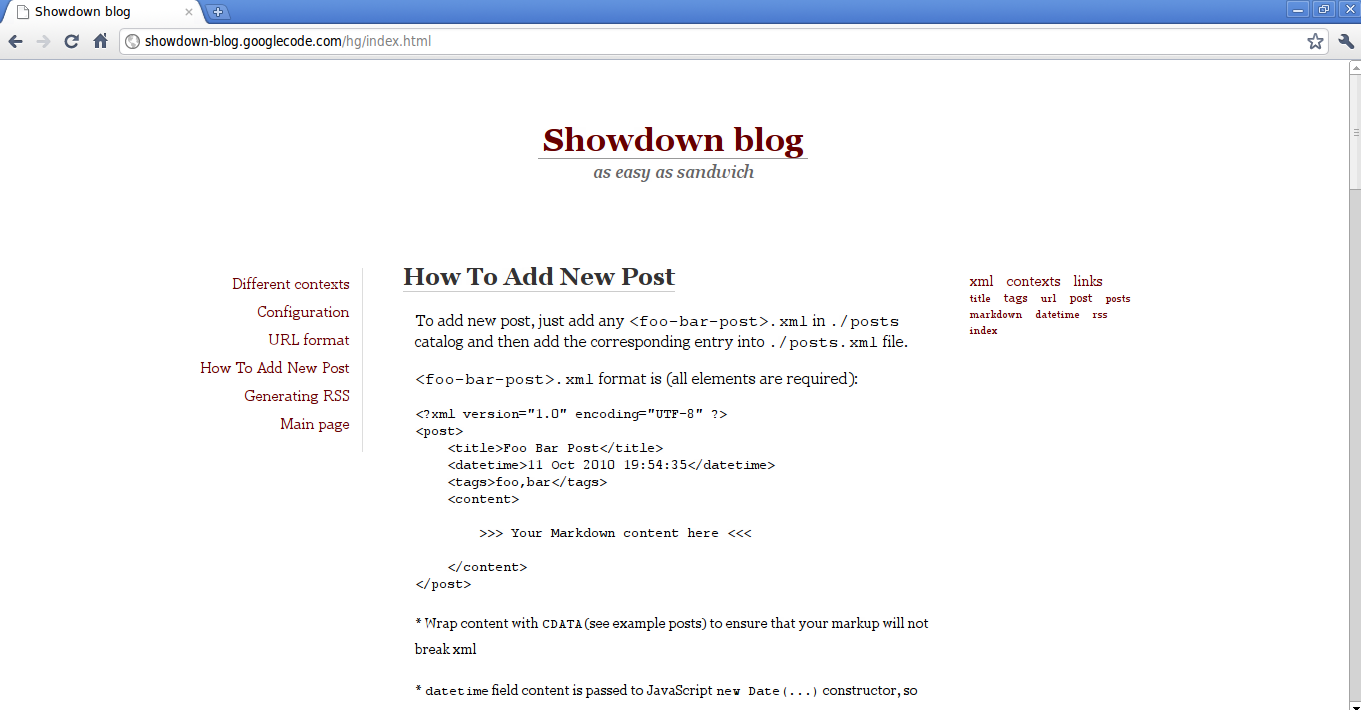 Showdown blog
showdown-blog.googlecode.com/hg/index.html
Showdown blog
as easy as sandwich
Different contexts
Configuration
URL format
How To Add New Post
Generating RSS
Main page
How To Add New Post
To add new post, just add any <foo-bar-post>.xml in ./posts
catalog and then add the corresponding entry into ./posts.xml file.
<foo-bar-post>.xml format is (all elements are required):
<?xml version="1.0" encoding="UTF-8" ?>
<post>
    <title>Foo Bar Post</title>
    <datetime>11 Oct 2010 19:54:35</datetime>
    <tags>foo,bar</tags>
    <content>
        >>> Your Markdown content here <<<
    </content>
</post>
* Wrap content with CDATA (see example posts) to ensure that your markup will not
break xml
* datetime field content is passed to JavaScript new Date(...) constructor, so
xml contexts links
title tags url post posts
markdown datetime rss
index